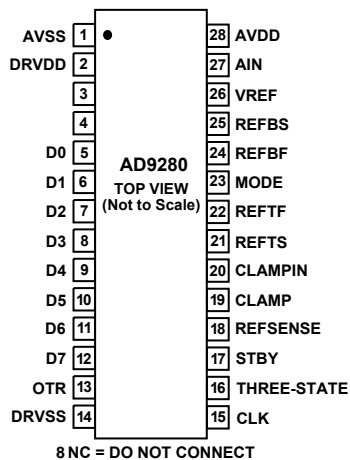 AVSS 1 28 AVDD
DRVDD 2 27 AIN
3 26 VREF
4 25 REFBS
D0 5 24 REFBF
D1 6 23 MODE
D2 7 22 REFTF
D3 8 21 REFTS
D4 9 20 CLAMPIN
D5 10 19 CLAMP
D6 11 18 REFSENSE
D7 12 17 STBY
OTR 13 16 THREE-STATE
DRVSS 14 15 CLK
AD9280
TOP VIEW
(Not to Scale)
8 NC = DO NOT CONNECT